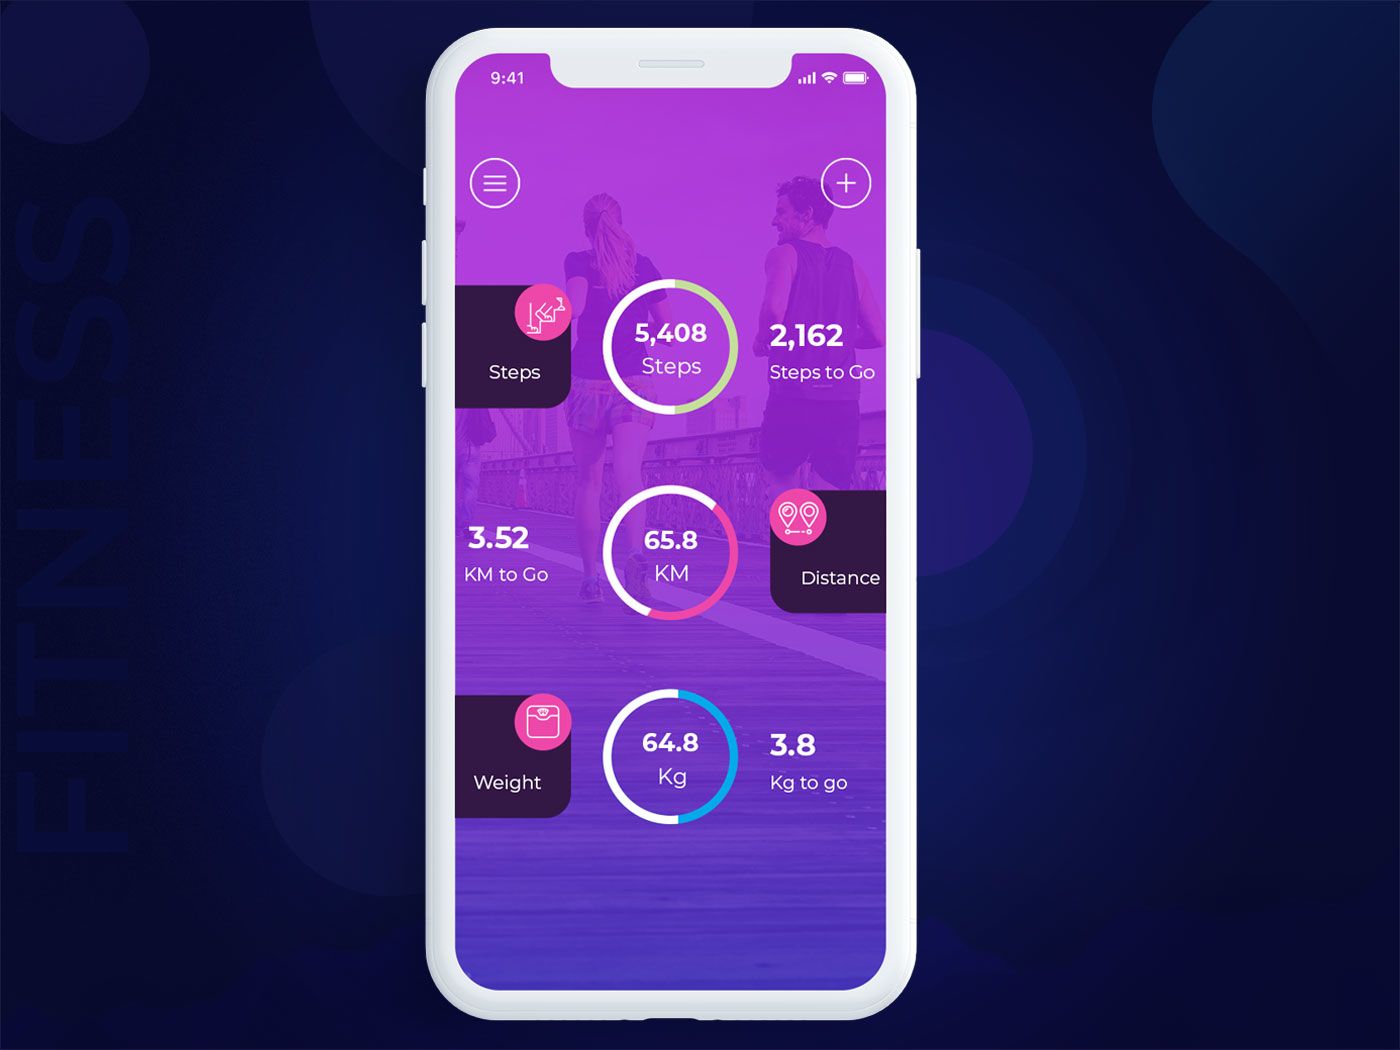 FITNESS
9:41
Steps
5,408
Steps
2,162
Steps to Go
3.52
KM to Go
65.8
KM
Distance
Weight
64.8
Kg
3.8
Kg to go